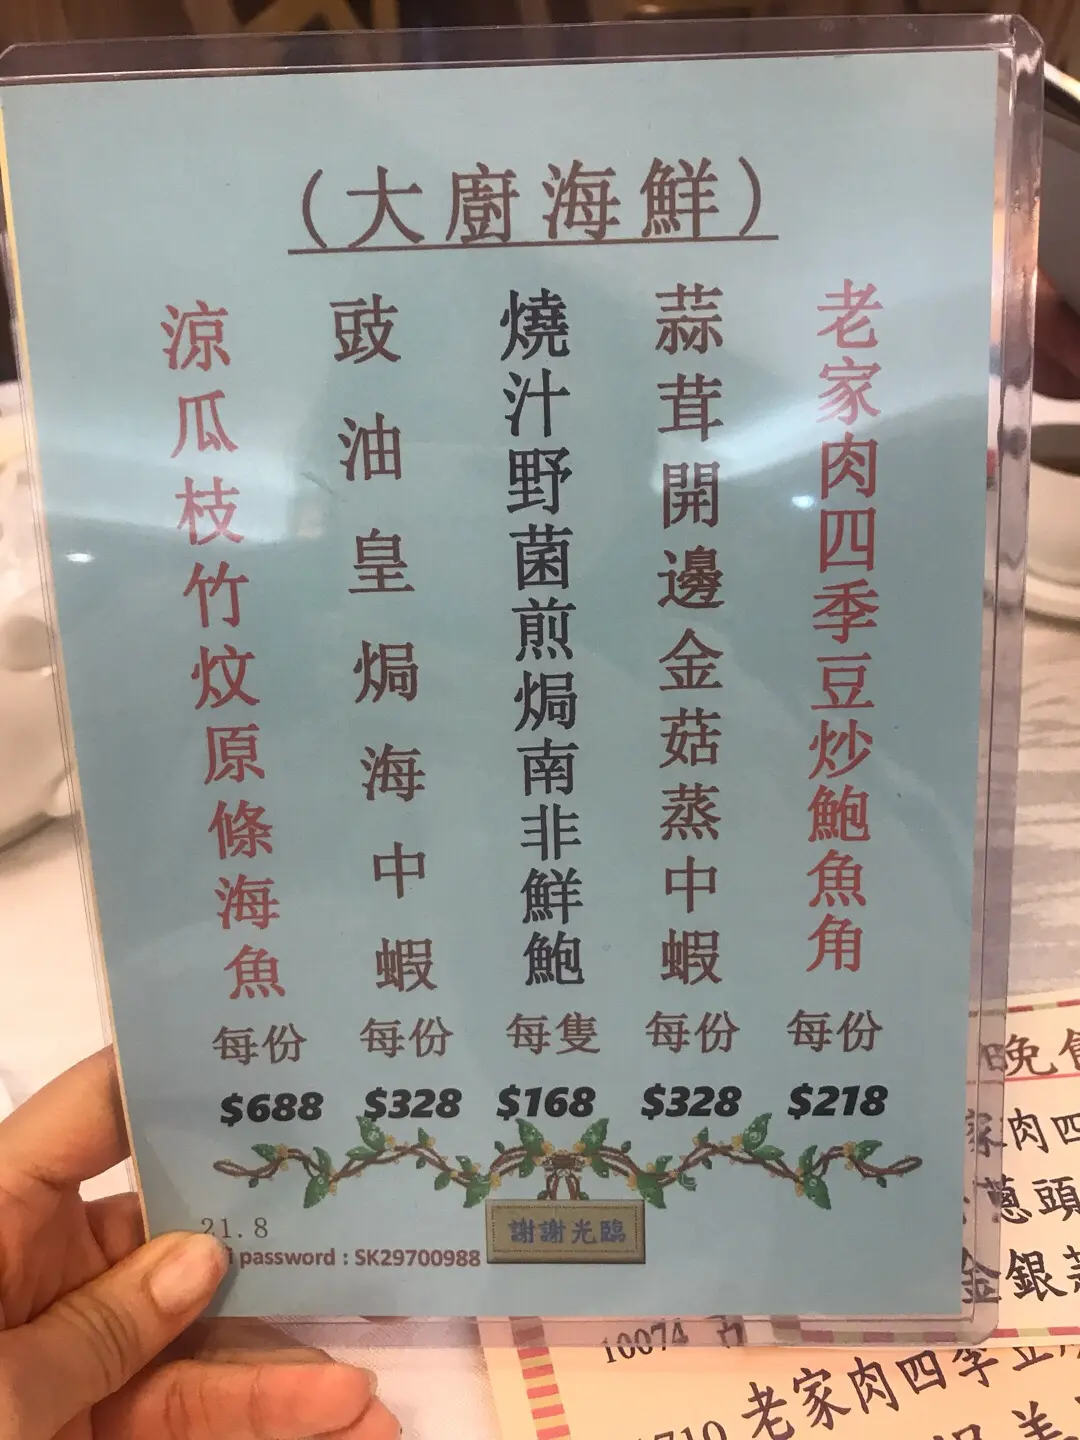 (大廚海鮮)
老家肉四季豆炒鮑魚角
每份
$218
蒜茸開邊金菇蒸中蝦
每份
$328
燒汁野菌煎焗南非鮮鮑
每隻
$168
豉油皇焗海中蝦
每份
$328
涼瓜枝竹炆原條海魚
每份
$688
21.8
password : SK29700988
謝謝光臨
晚
家肉四
蔥頭
金銀
10074
老家肉四季豆